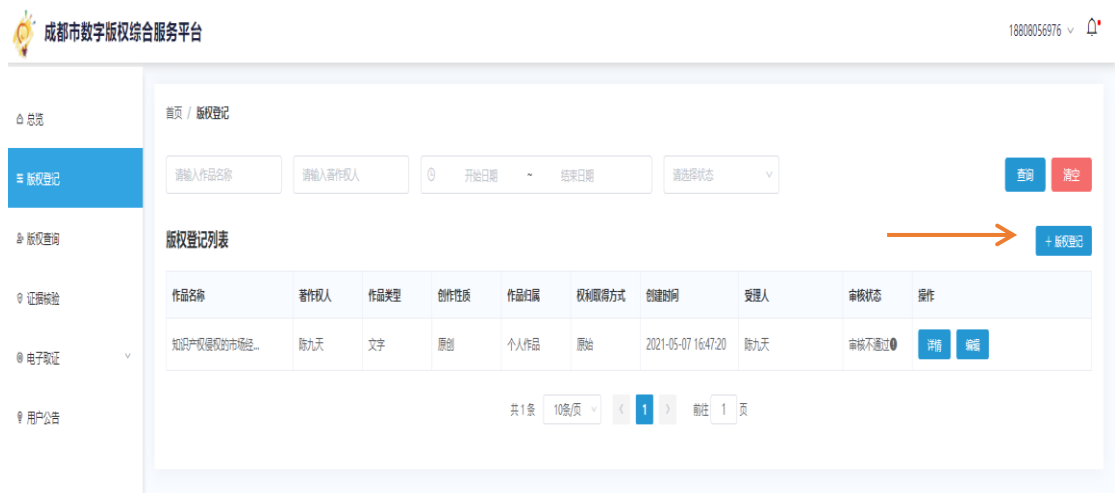 成都市数字版权综合服务平台
18808056976
总览
版权登记
版权查询
证据核验
电子取证
用户公告
首页 / 版权登记
请输入作品名称 请输入著作权人 开始日期 ~ 结束日期 请选择状态 查询 清空
版权登记列表 + 版权登记
作品名称 著作权人 作品类型 创作性质 作品归属 权利取得方式 创建时间 受理人 审核状态 操作
知识产权侵权的市场经... 陈九天 文字 原创 个人作品 原始 2021-05-07 16:47:20 陈九天 审核不通过 详情 编辑
共1条 10条/页 1 前往 1 页